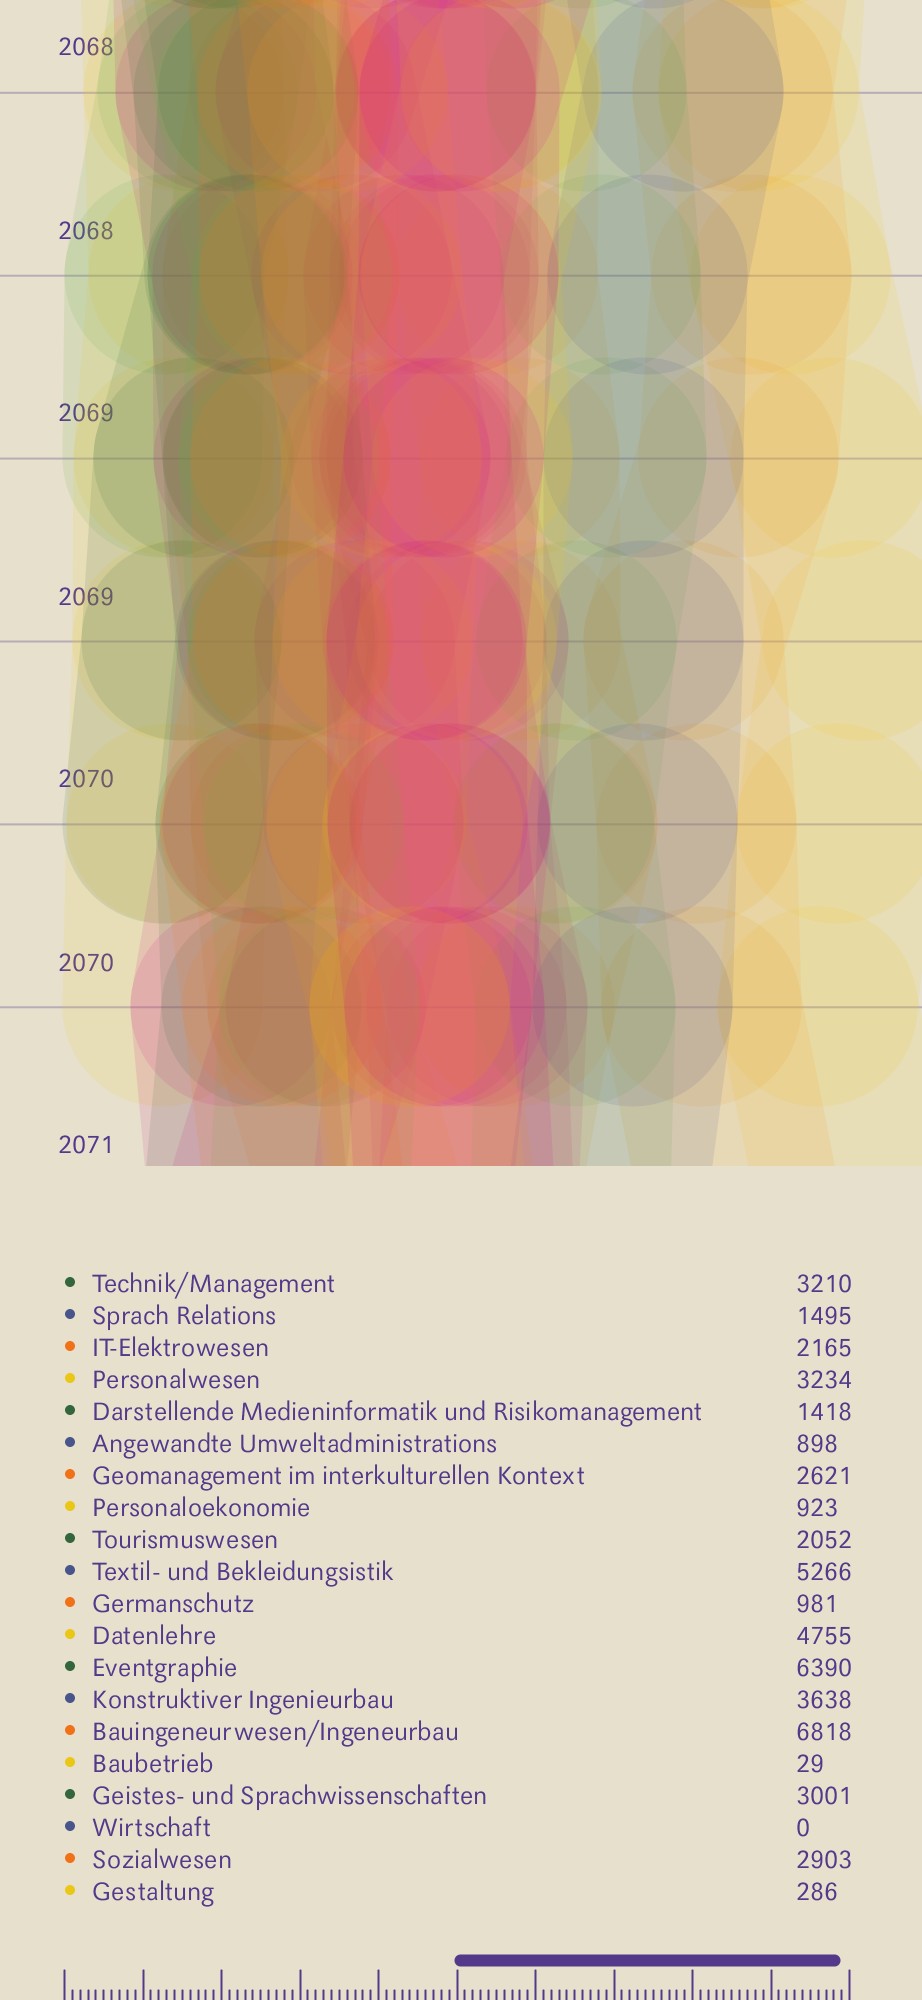 2068
2068
2069
2069
2070
2070
2071
Technik/Management 3210
Sprach Relations 1495
IT-Elektrowesen 2165
Personalwesen 3234
Darstellende Medieninformatik und Risikomanagement 1418
Angewandte Umweltadministrations 898
Geomanagement im interkulturellen Kontext 2621
Personaloekonomie 923
Tourismuswesen 2052
Textil- und Bekleidungsistik 5266
Germanschutz 981
Datenlehre 4755
Eventgraphie 6390
Konstruktiver Ingenieurbau 3638
Bauingeneurwesen/Ingeneurbau 6818
Baubetrieb 29
Geistes- und Sprachwissenschaften 3001
Wirtschaft 0
Sozialwesen 2903
Gestaltung 286